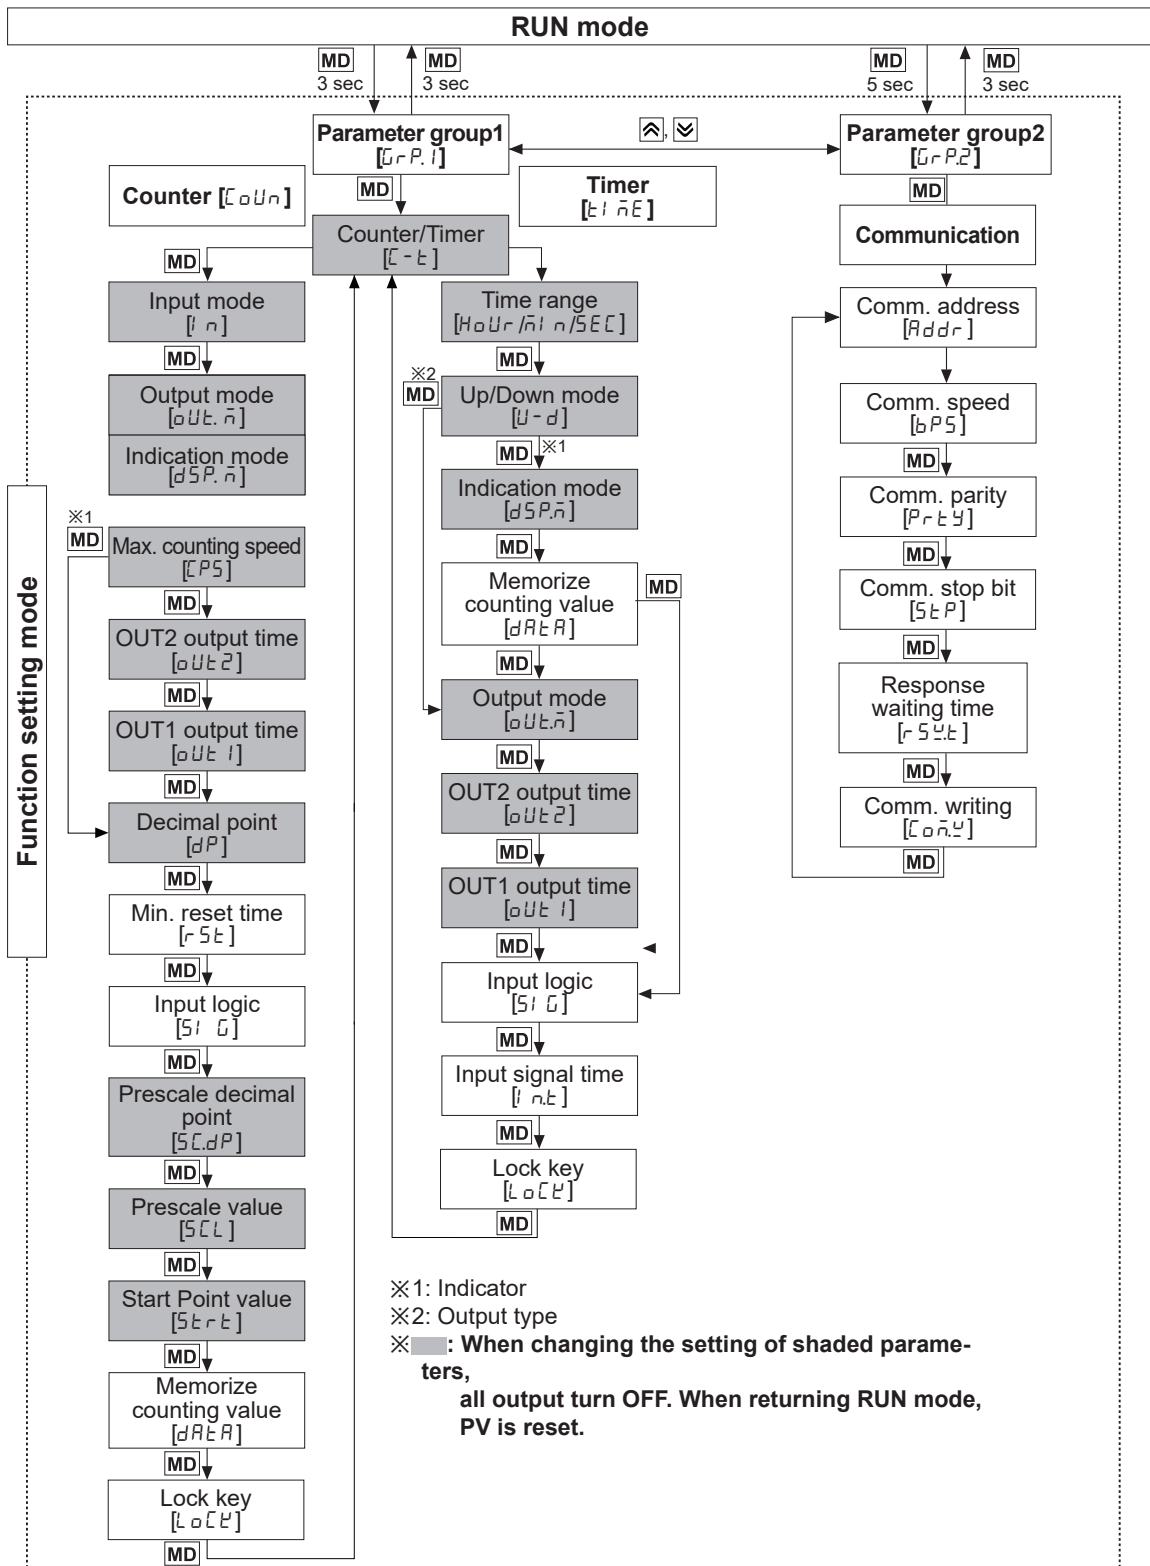 RUN mode
MD
3 sec
MD
3 sec
MD
5 sec
MD
3 sec
Parameter group1
[GrP.1]
,
Parameter group2
[GrP.2]
Counter [CoUn]
MD
Timer
[tImE]
MD
Communication
Counter/Timer
[C-t]
MD
Input mode
[In]
MD
Output mode
[oUt.m]
Indication mode
[dSP.m]
※1
MD
Max. counting speed
[CPS]
MD
OUT2 output time
[oUt2]
MD
OUT1 output time
[oUt1]
MD
Decimal point
[dP]
MD
Min. reset time
[rSt]
MD
Input logic
[SIG]
MD
Prescale decimal
point
[SC.dP]
MD
Prescale value
[SCL]
MD
Start Point value
[Strt]
MD
Memorize
counting value
[dAtA]
MD
Lock key
[LoCK]
MD
Time range
[HoUr/mIn/SEC]
MD
※2
MD
Up/Down mode
[U-d]
MD
※1
Indication mode
[dSP.m]
MD
Memorize
counting value
[dAtA]
MD
MD
Output mode
[oUt.m]
MD
OUT2 output time
[oUt2]
MD
OUT1 output time
[oUt1]
MD
Input logic
[SIG]
MD
Input signal time
[In.t]
MD
Lock key
[LoCK]
MD
Comm. address
[Addr]
Comm. speed
[bPS]
MD
Comm. parity
[PrtY]
MD
Comm. stop bit
[StP]
MD
Response
waiting time
[rSW.t]
MD
Comm. writing
[Com.W]
MD
Function setting mode
※1: Indicator
※2: Output type
※ : When changing the setting of shaded parame-
ters,
all output turn OFF. When returning RUN mode,
PV is reset.